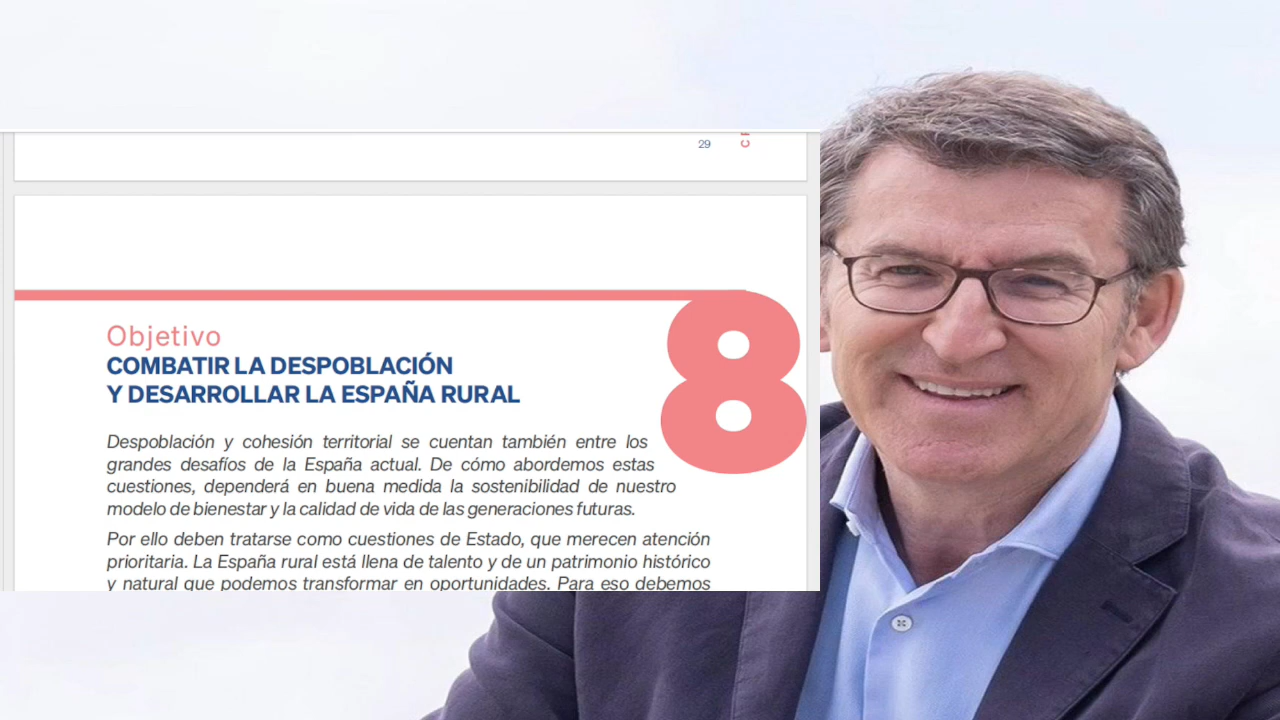 29
Objetivo
COMBATIR LA DESPOBLACIÓN
Y DESARROLLAR LA ESPAÑA RURAL
8
Despoblación y cohesión territorial se cuentan también entre los
grandes desafíos de la España actual. De cómo abordemos estas
cuestiones, dependerá en buena medida la sostenibilidad de nuestro
modelo de bienestar y la calidad de vida de las generaciones futuras.
Por ello deben tratarse como cuestiones de Estado, que merecen atención
prioritaria. La España rural está llena de talento y de un patrimonio histórico
y natural que podemos transformar en oportunidades. Para eso debemos